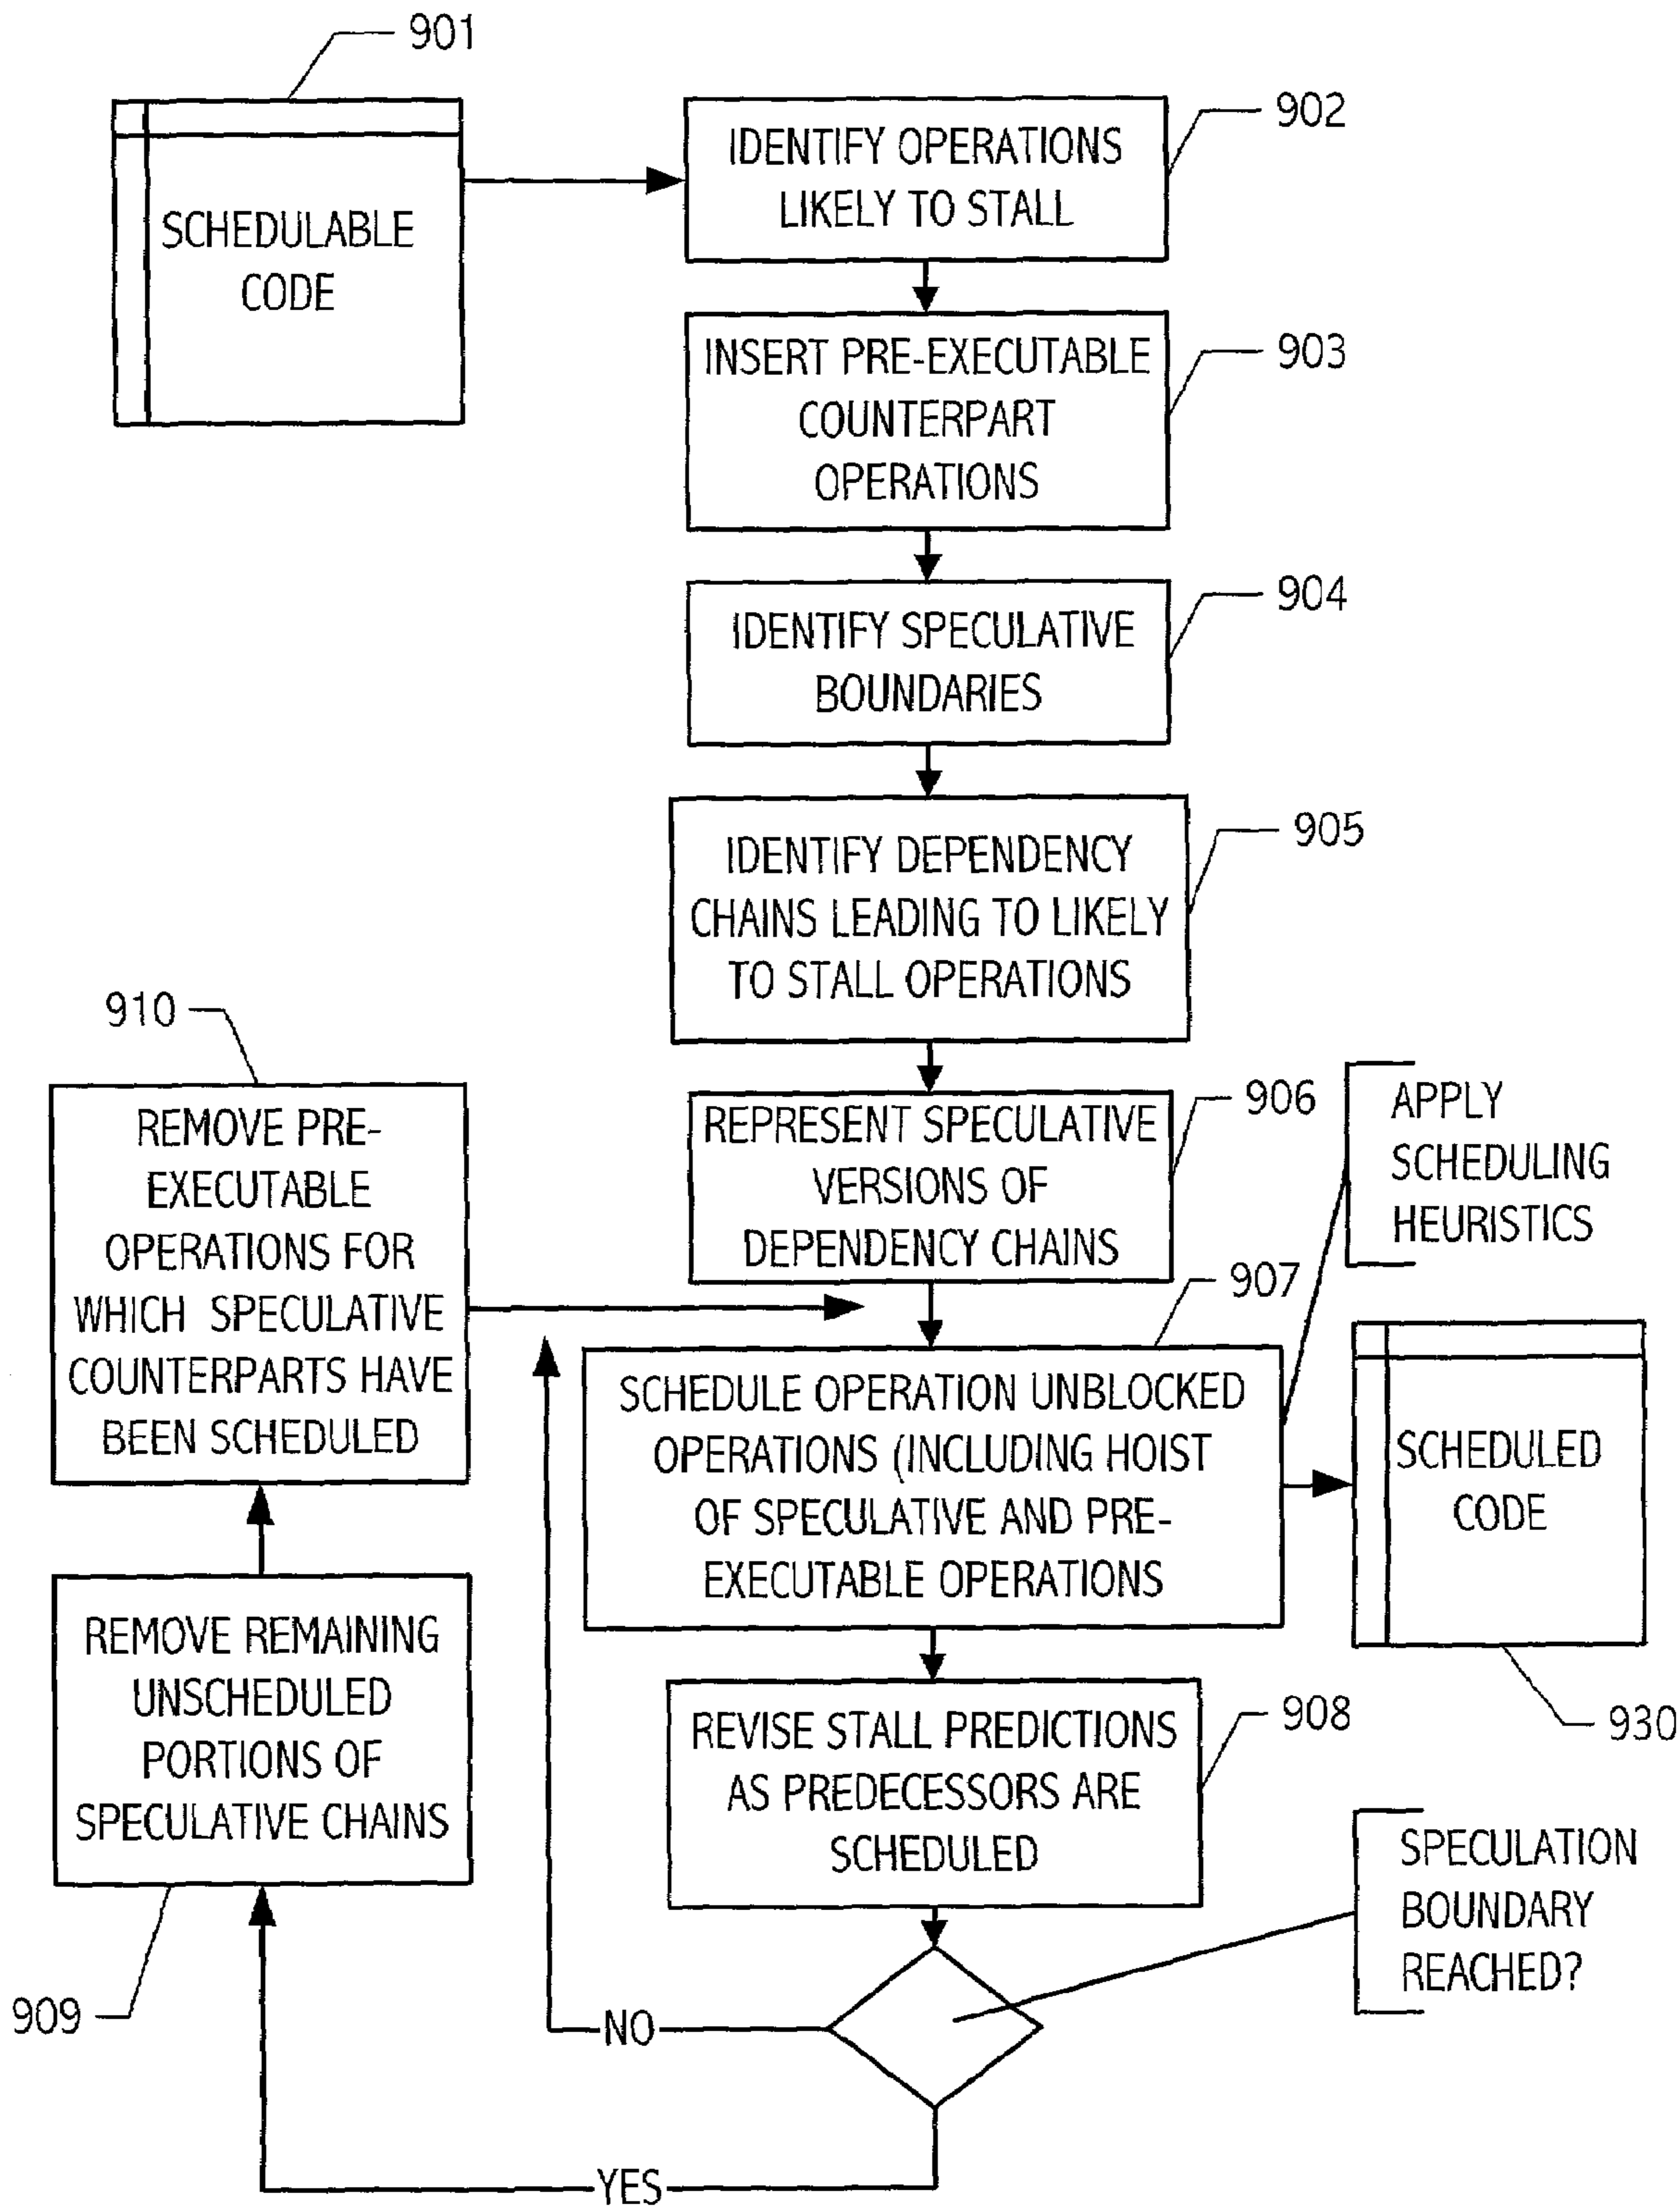 901
SCHEDULABLE
CODE
902
IDENTIFY OPERATIONS
LIKELY TO STALL
903
INSERT PRE-EXECUTABLE
COUNTERPART
OPERATIONS
904
IDENTIFY SPECULATIVE
BOUNDARIES
905
IDENTIFY DEPENDENCY
CHAINS LEADING TO LIKELY
TO STALL OPERATIONS
906
REPRESENT SPECULATIVE
VERSIONS OF
DEPENDENCY CHAINS
910
REMOVE PRE-
EXECUTABLE
OPERATIONS FOR
WHICH SPECULATIVE
COUNTERPARTS HAVE
BEEN SCHEDULED
APPLY
SCHEDULING
HEURISTICS
907
SCHEDULE OPERATION UNBLOCKED
OPERATIONS (INCLUDING HOIST
OF SPECULATIVE AND PRE-
EXECUTABLE OPERATIONS
SCHEDULED
CODE
930
REMOVE REMAINING
UNSCHEDULED
PORTIONS OF
SPECULATIVE CHAINS
909
908
REVISE STALL PREDICTIONS
AS PREDECESSORS ARE
SCHEDULED
SPECULATION
BOUNDARY
REACHED?
NO
YES